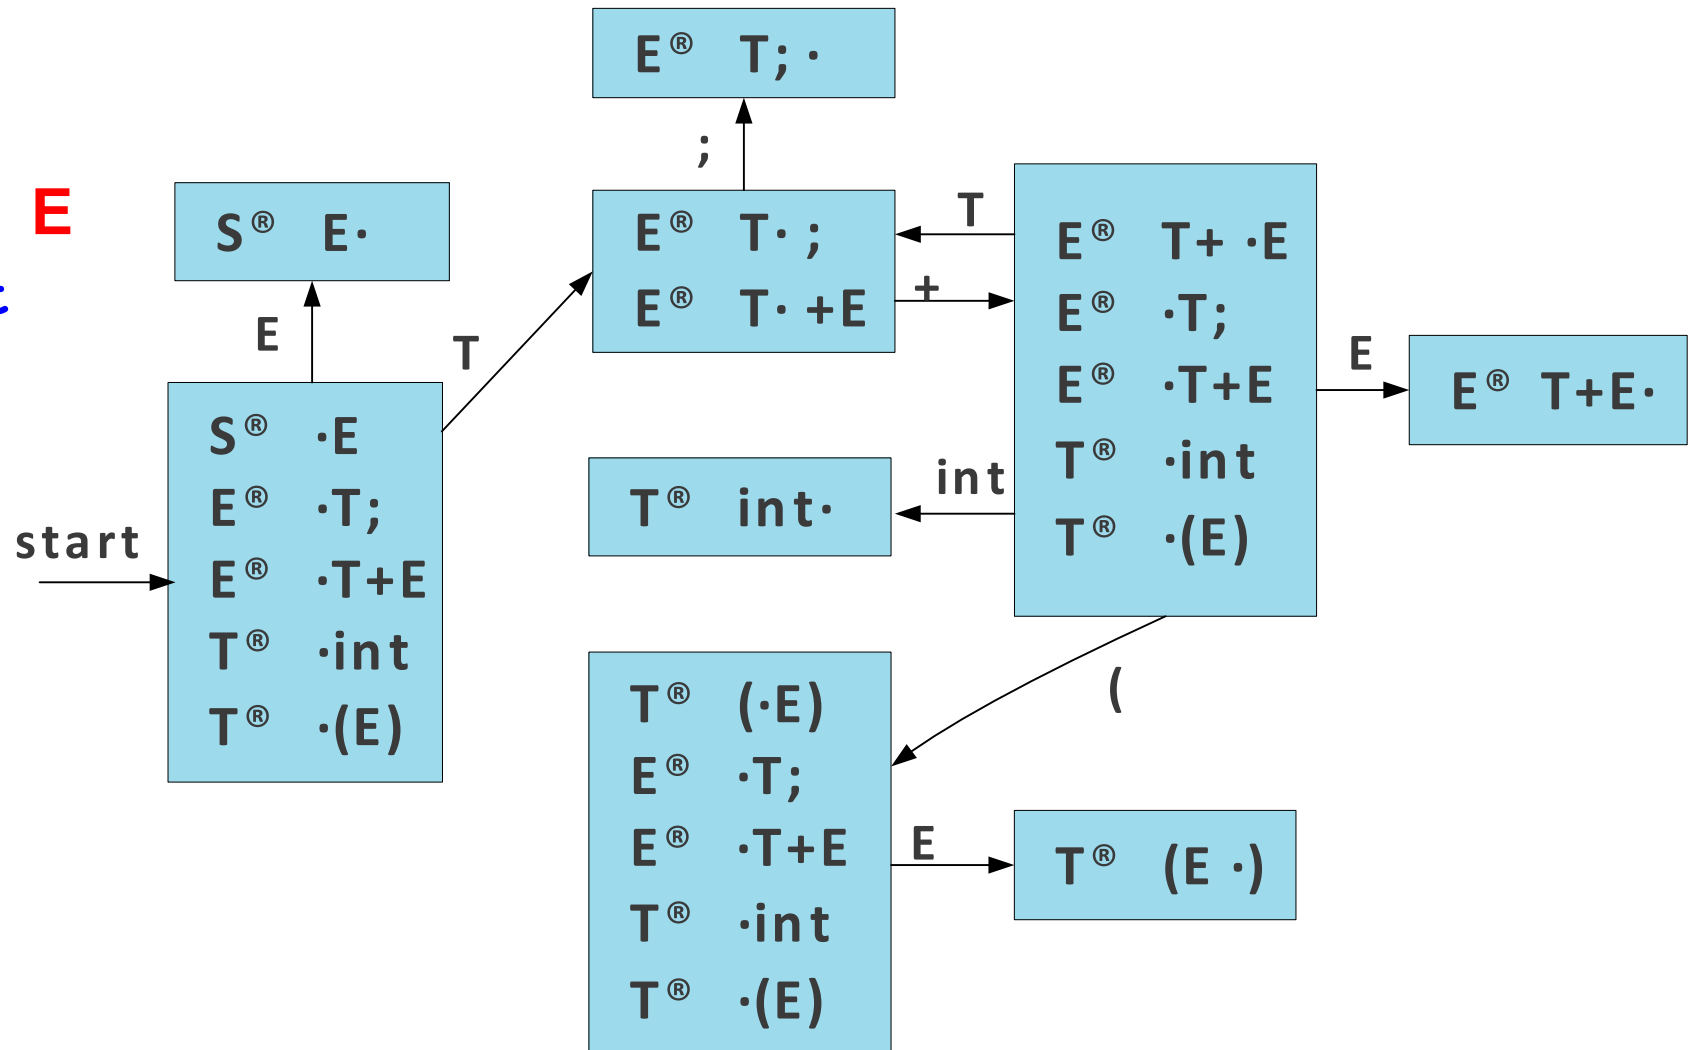 E® T;·
;
E
S® E·
E® T·;
E® T·+E
T
+
E® T+ ·E
E® ·T;
E® ·T+E
T® ·int
T® ·(E)
E
E® T+E·
E
T
S® ·E
E® ·T;
E® ·T+E
T® ·int
T® ·(E)
start
T® int·
int
(
T® (·E)
E® ·T;
E® ·T+E
T® ·int
T® ·(E)
E
T® (E ·)